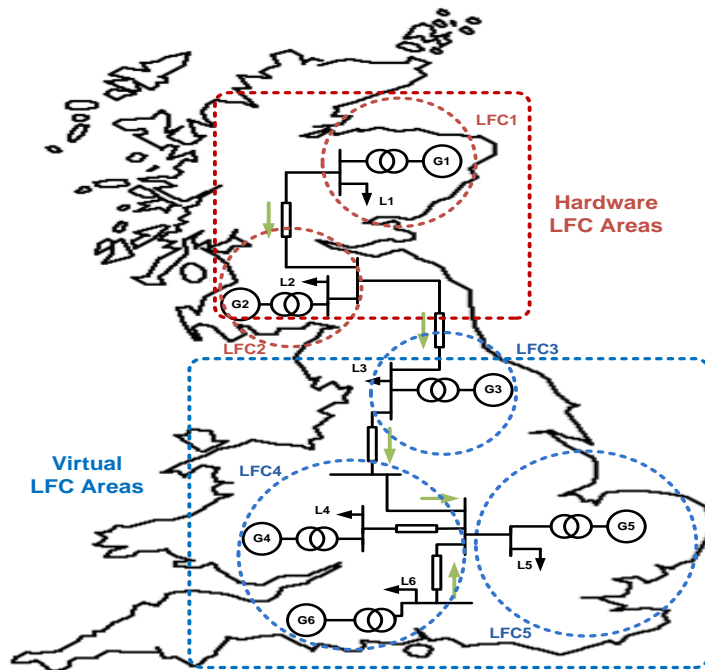 LFC1
G1
L1
Hardware
LFC Areas
L2
G2
LFC2
LFC3
L3
G3
Virtual
LFC Areas
LFC4
L4
G4
G5
L5
L6
G6
LFC5